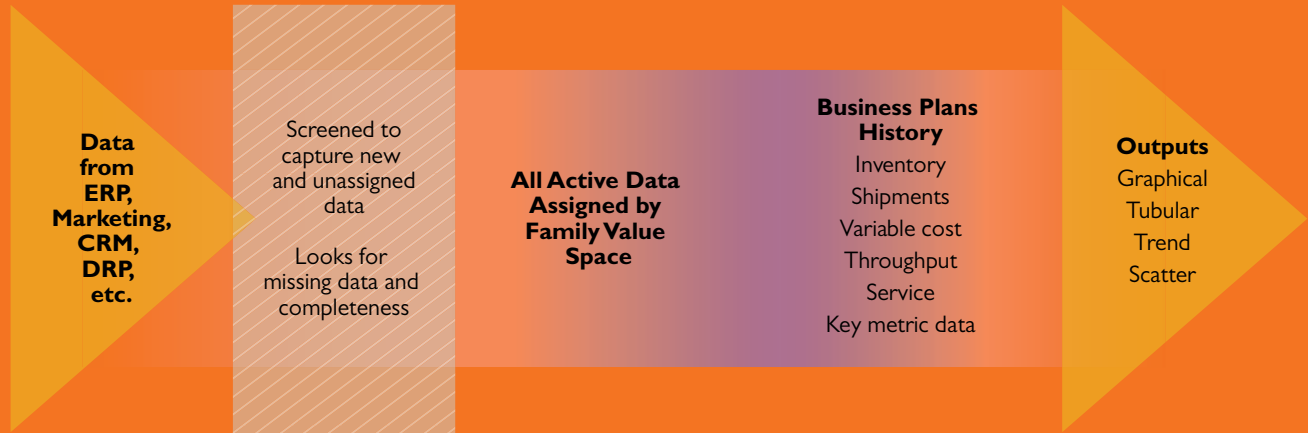 Data
from
ERP,
Marketing,
CRM,
DRP,
etc.
Screened to
capture new
and unassigned
data
Looks for
missing data and
completeness
All Active Data
Assigned by
Family Value
Space
Business Plans
History
Inventory
Shipments
Variable cost
Throughput
Service
Key metric data
Outputs
Graphical
Tubular
Trend
Scatter